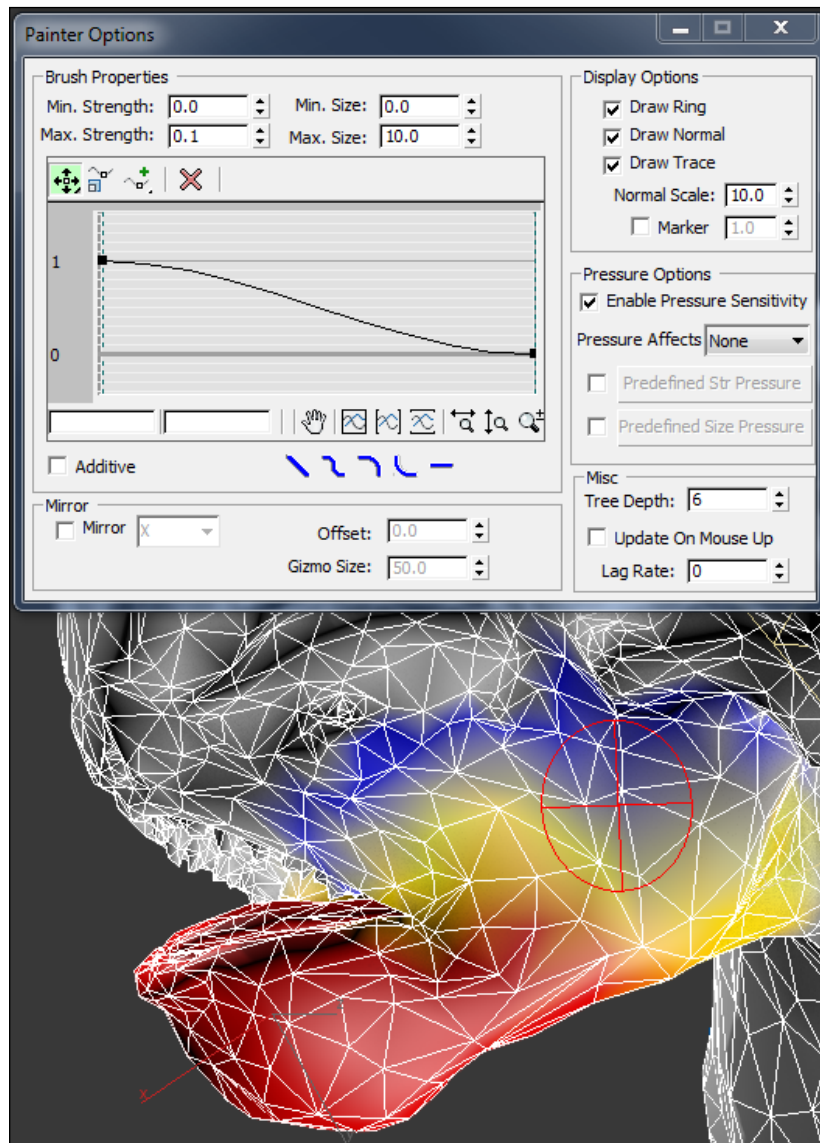 Painter Options
Brush Properties
Min. Strength: 0.0 Min. Size: 0.0
Max. Strength: 0.1 Max. Size: 10.0
1
0
Additive
Mirror
Mirror X Offset: 0.0
Gizmo Size: 50.0
Display Options
Draw Ring
Draw Normal
Draw Trace
Normal Scale: 10.0
Marker 1.0
Pressure Options
Enable Pressure Sensitivity
Pressure Affects None
Predefined Str Pressure
Predefined Size Pressure
Misc
Tree Depth: 6
Update On Mouse Up
Lag Rate: 0
x